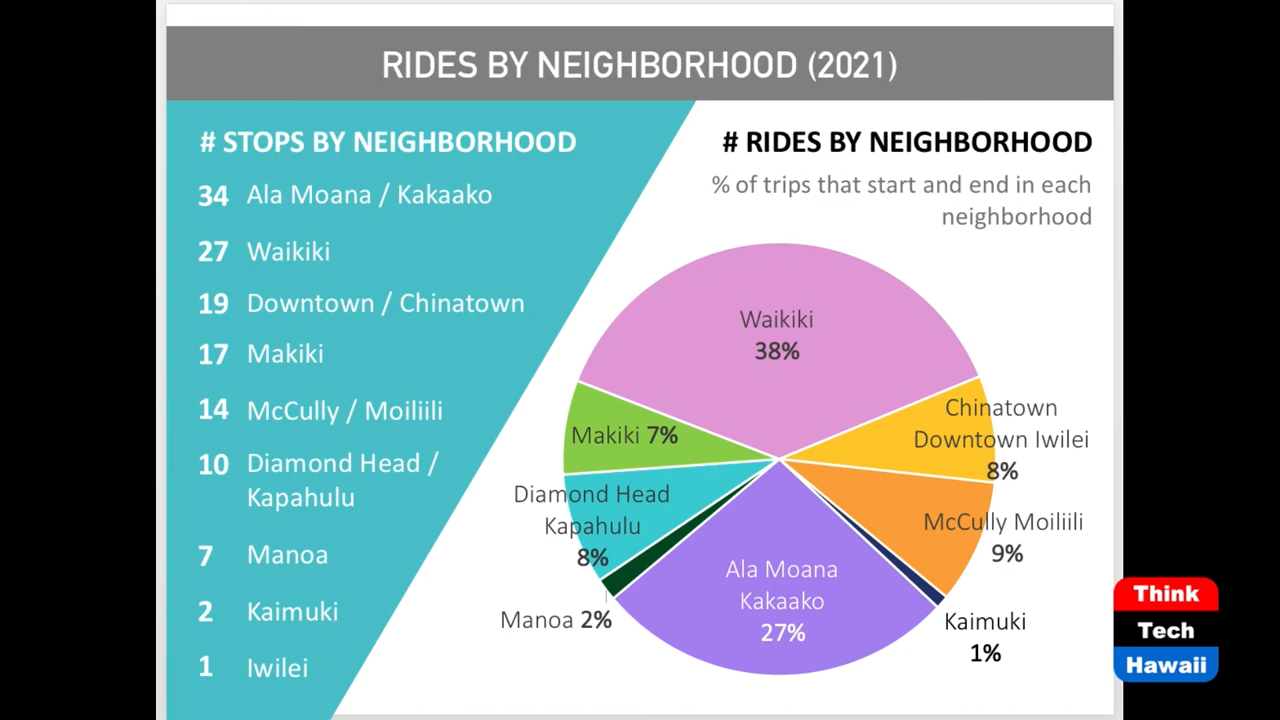 RIDES BY NEIGHBORHOOD (2021)
# STOPS BY NEIGHBORHOOD
34 Ala Moana / Kakaako
27 Waikiki
19 Downtown / Chinatown
17 Makiki
14 McCully / Moiliili
10 Diamond Head /
Kapahulu
7 Manoa
2 Kaimuki
1 Iwilei
# RIDES BY NEIGHBORHOOD
% of trips that start and end in each
neighborhood
Waikiki
38%
Chinatown
Downtown Iwilei
8%
McCully Moiliili
9%
Kaimuki
1%
Ala Moana
Kakaako
27%
Manoa 2%
Diamond Head
Kapahulu
8%
Makiki 7%
Think
Tech
Hawaii